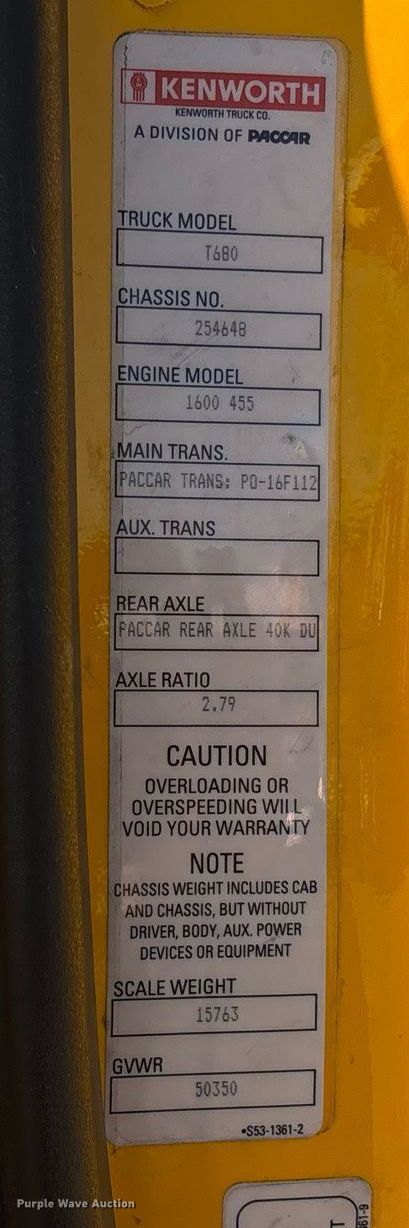 KENWORTH
KENWORTH TRUCK CO.
A DIVISION OF PACCAR
TRUCK MODEL
T680
CHASSIS NO.
254648
ENGINE MODEL
1600 455
MAIN TRANS.
PACCAR TRANS: PO-16F112
AUX. TRANS
REAR AXLE
PACCAR REAR AXLE 40K DU
AXLE RATIO
2.79
CAUTION
OVERLOADING OR
OVERSPEEDING WILL
VOID YOUR WARRANTY
NOTE
CHASSIS WEIGHT INCLUDES CAB
AND CHASSIS, BUT WITHOUT
DRIVER, BODY, AUX. POWER
DEVICES OR EQUIPMENT
SCALE WEIGHT
15763
GVWR
50350
•S53-1361-2
Purple Wave Auction